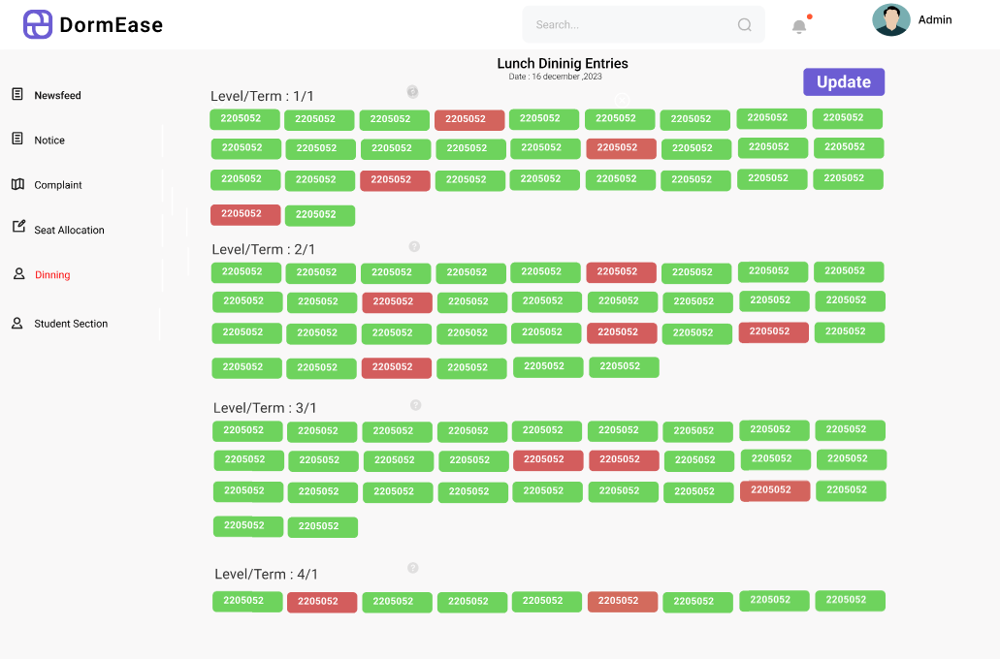 DormEase
Search...
Admin
Lunch Dininig Entries
Date : 16 december ,2023
Update
Newsfeed
Notice
Complaint
Seat Allocation
Dinning
Student Section
Level/Term : 1/1
2205052 2205052 2205052 2205052 2205052 2205052 2205052 2205052 2205052
2205052 2205052 2205052 2205052 2205052 2205052 2205052 2205052 2205052
2205052 2205052 2205052 2205052 2205052 2205052 2205052 2205052 2205052
2205052 2205052
Level/Term : 2/1
2205052 2205052 2205052 2205052 2205052 2205052 2205052 2205052 2205052
2205052 2205052 2205052 2205052 2205052 2205052 2205052 2205052 2205052
2205052 2205052 2205052 2205052 2205052 2205052 2205052 2205052 2205052
2205052 2205052 2205052 2205052 2205052 2205052
Level/Term : 3/1
2205052 2205052 2205052 2205052 2205052 2205052 2205052 2205052 2205052
2205052 2205052 2205052 2205052 2205052 2205052 2205052 2205052 2205052
2205052 2205052 2205052 2205052 2205052 2205052 2205052 2205052 2205052
2205052 2205052
Level/Term : 4/1
2205052 2205052 2205052 2205052 2205052 2205052 2205052 2205052 2205052